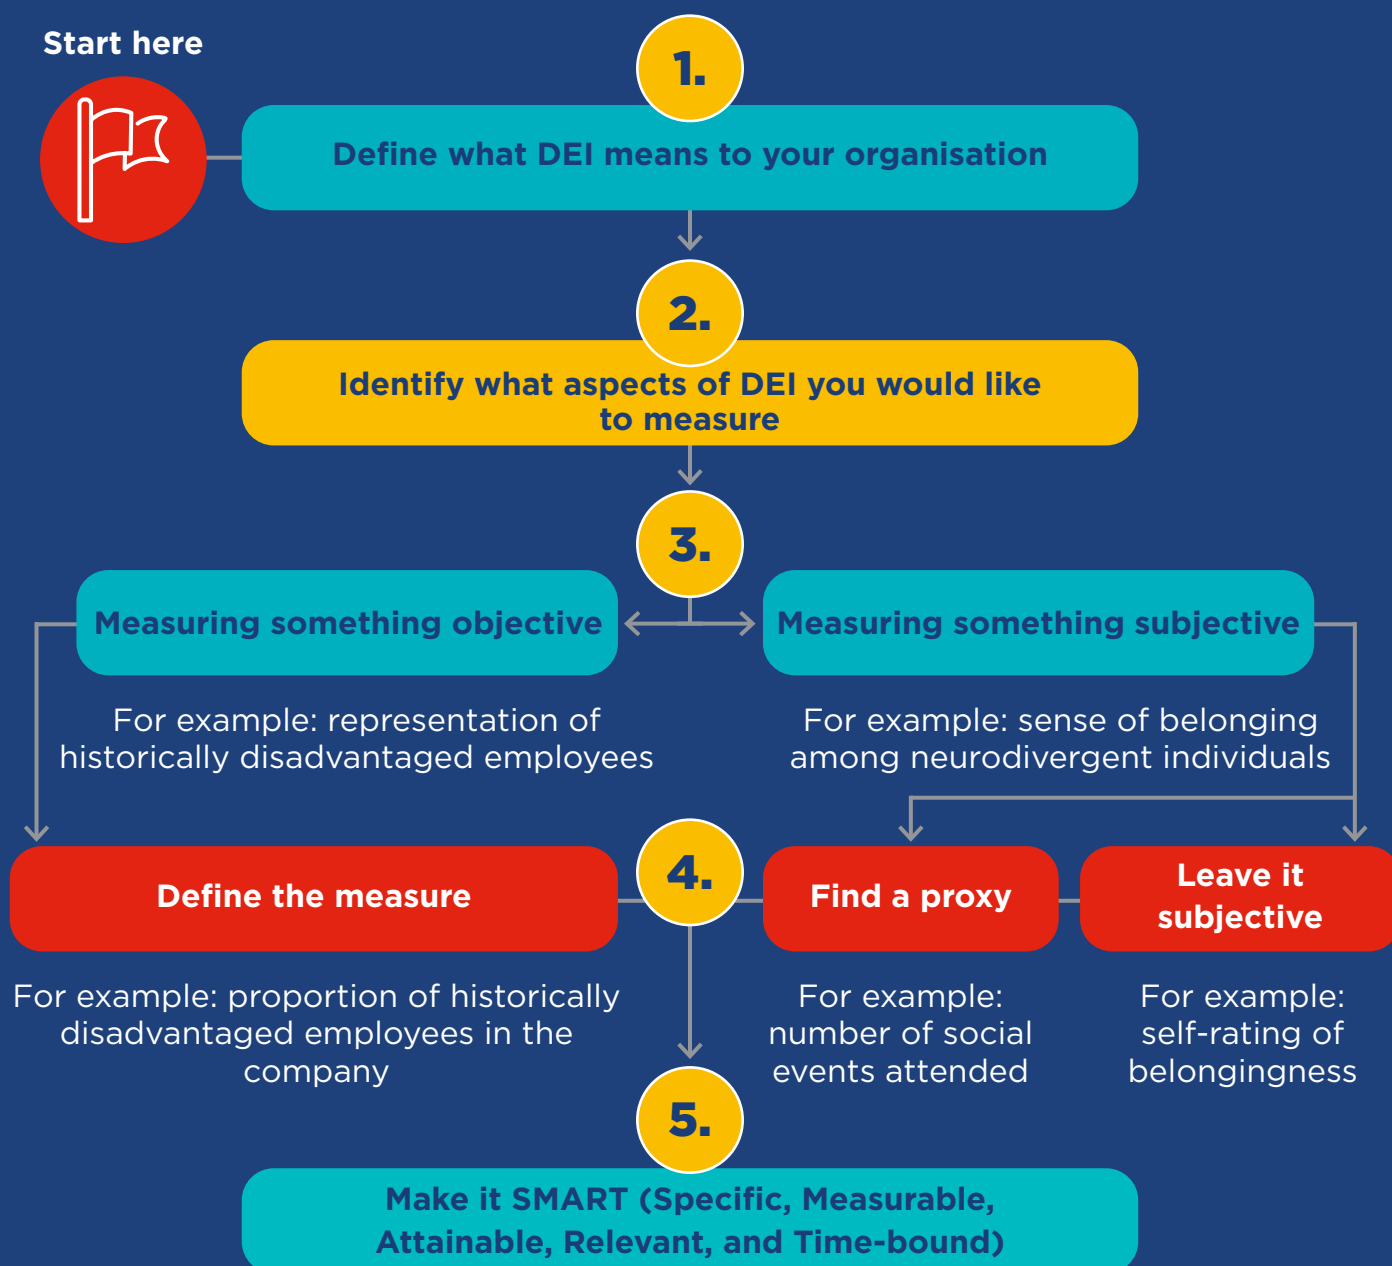 Start here
1.
Define what DEI means to your organisation
2.
Identify what aspects of DEI you would like
to measure
3.
Measuring something objective
Measuring something subjective
For example: representation of
historically disadvantaged employees
For example: sense of belonging
among neurodivergent individuals
4.
Define the measure
Find a proxy
Leave it
subjective
For example: proportion of historically
disadvantaged employees in the
company
For example:
number of social
events attended
For example:
self-rating of
belongingness
5.
Make it SMART (Specific, Measurable,
Attainable, Relevant, and Time-bound)